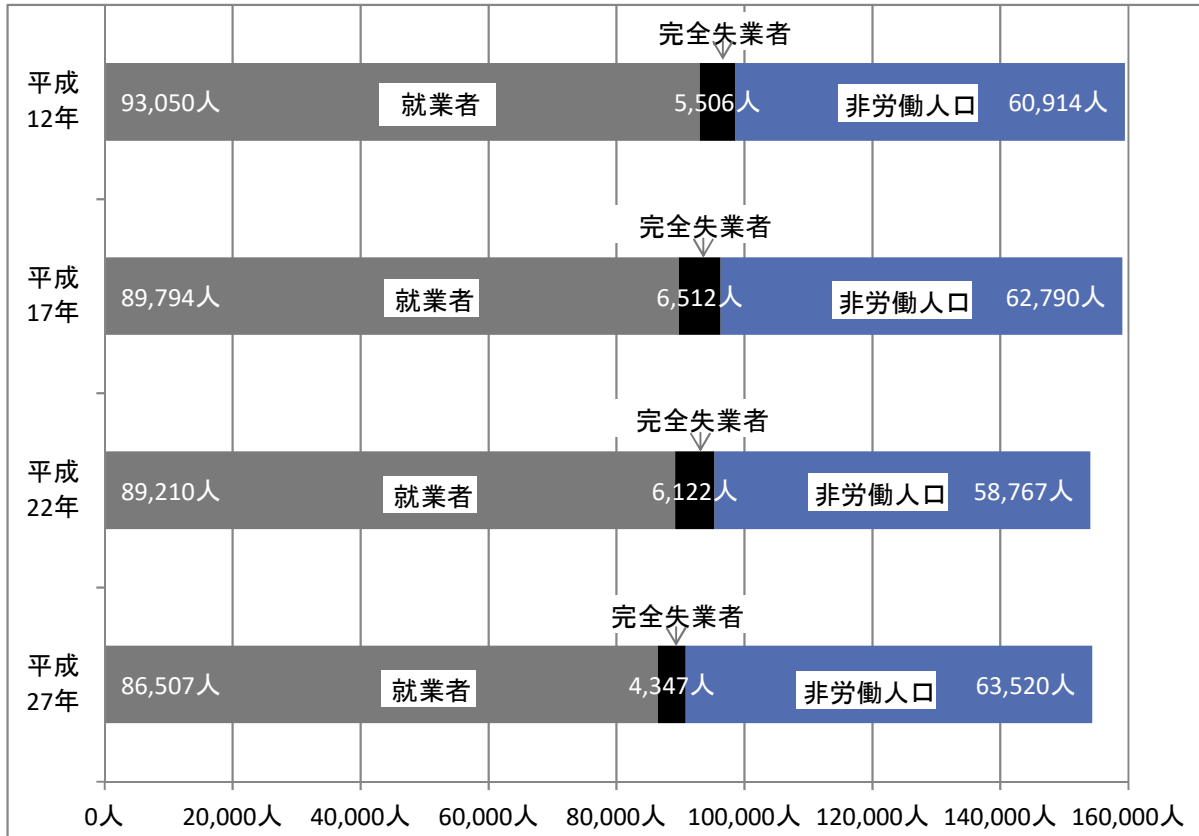 完全失業者
平成
12年
93,050人 就業者 5,506人 非労働人口 60,914人
完全失業者
平成
17年
89,794人 就業者 6,512人 非労働人口 62,790人
完全失業者
平成
22年
89,210人 就業者 6,122人 非労働人口 58,767人
完全失業者
平成
27年
86,507人 就業者 4,347人 非労働人口 63,520人
0人 20,000人 40,000人 60,000人 80,000人 100,000人 120,000人 140,000人 160,000人